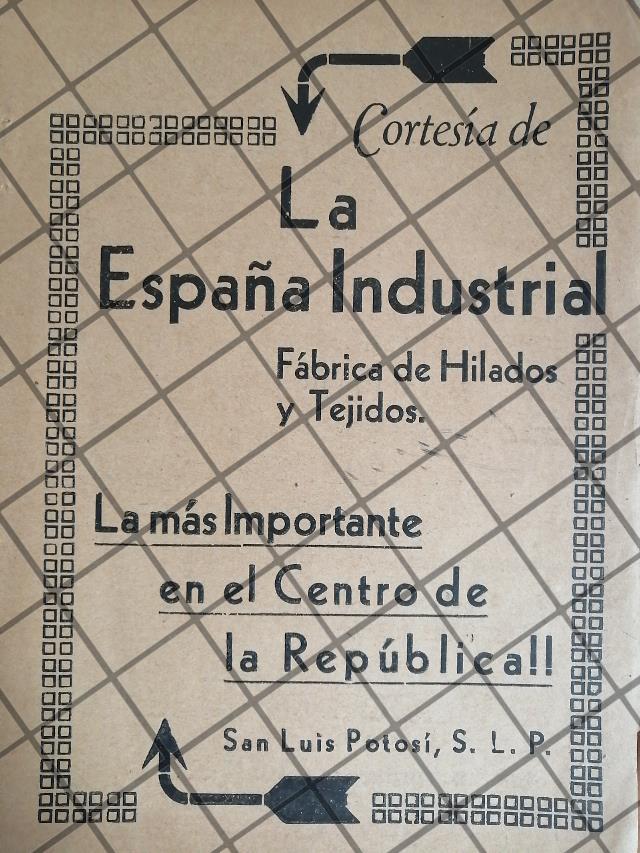 Cortesía de
La
España Industrial
Fábrica de Hilados
y Tejidos.
La más Importante
en el Centro de
la República!!
San Luis Potosí, S. L. P.